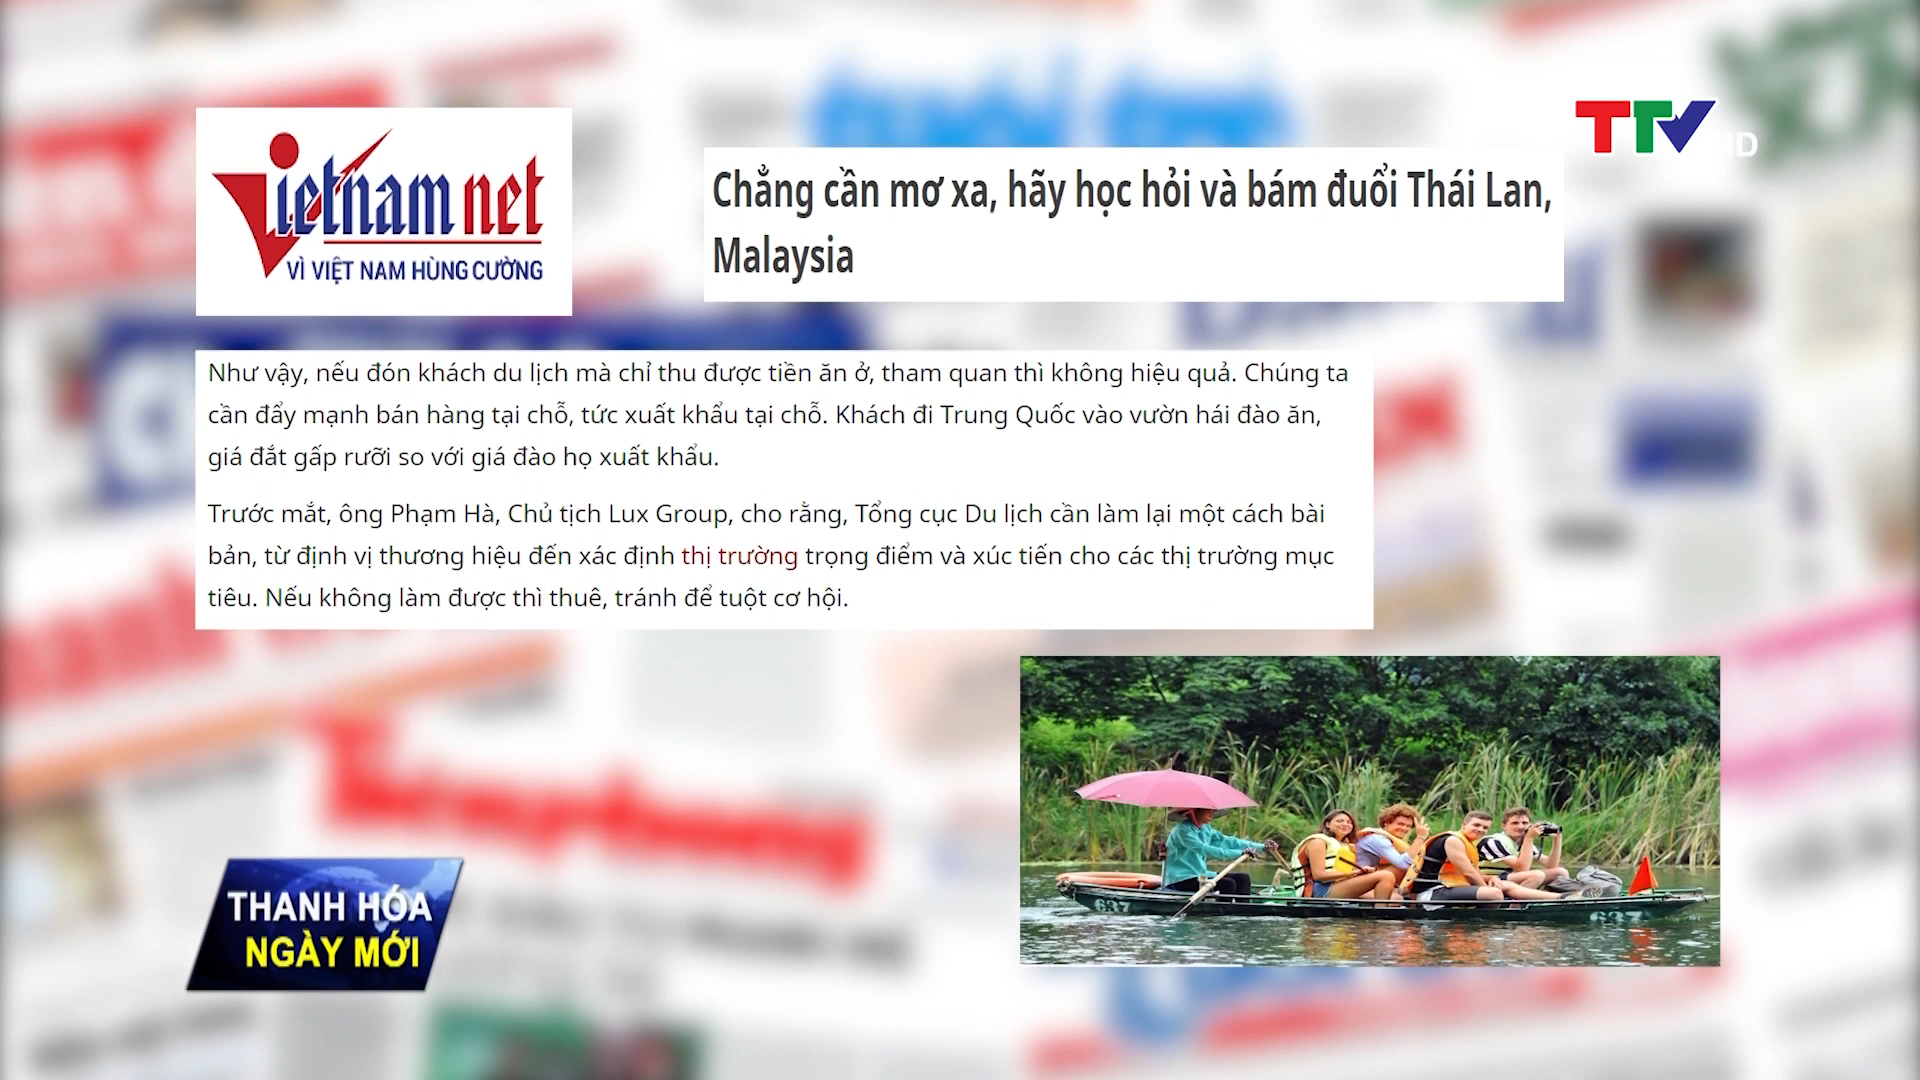 Vietnam net
VÌ VIỆT NAM HÙNG CƯỜNG
TTV HD
Chẳng cần mơ xa, hãy học hỏi và bám đuổi Thái Lan,
Malaysia
Như vậy, nếu đón khách du lịch mà chỉ thu được tiền ăn ở, tham quan thì không hiệu quả. Chúng ta
cần đẩy mạnh bán hàng tại chỗ, tức xuất khẩu tại chỗ. Khách đi Trung Quốc vào vườn hái đào ăn,
giá đắt gấp rưỡi so với giá đào họ xuất khẩu.
Trước mắt, ông Phạm Hà, Chủ tịch Lux Group, cho rằng, Tổng cục Du lịch cần làm lại một cách bài
bản, từ định vị thương hiệu đến xác định thị trường trọng điểm và xúc tiến cho các thị trường mục
tiêu. Nếu không làm được thì thuê, tránh để tuột cơ hội.
687
687
THANH HÓA
NGÀY MỚI